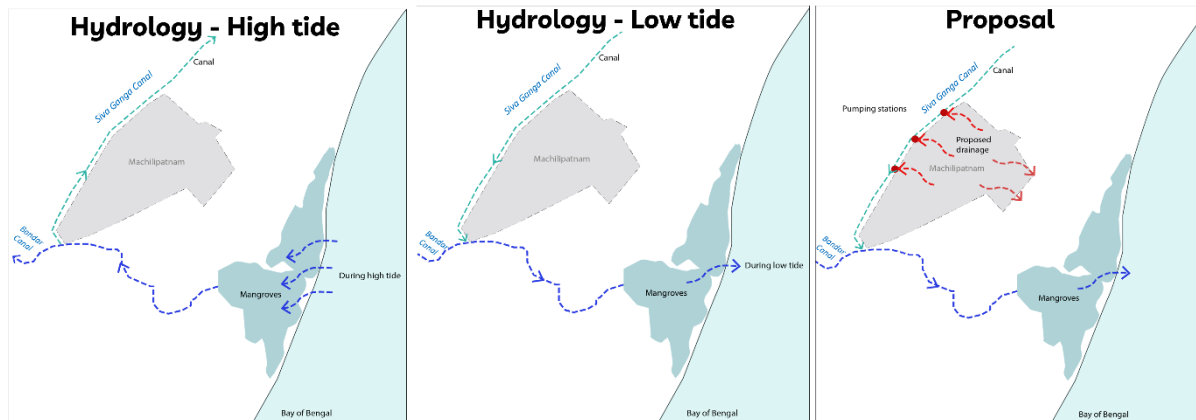 Hydrology - High tide
Canal
Siva Ganga Canal
Machilipatnam
Bandar
Canal
During high tide
Mangroves
Bay of Bengal
Hydrology - Low tide
Canal
Siva Ganga Canal
Machilipatnam
Bandar
Canal
During low tide
Mangroves
Bay of Bengal
Proposal
Canal
Siva Ganga Canal
Pumping stations
Proposed
drainage
Machilipatnam
Bandar
Canal
Mangroves
Bay of Bengal